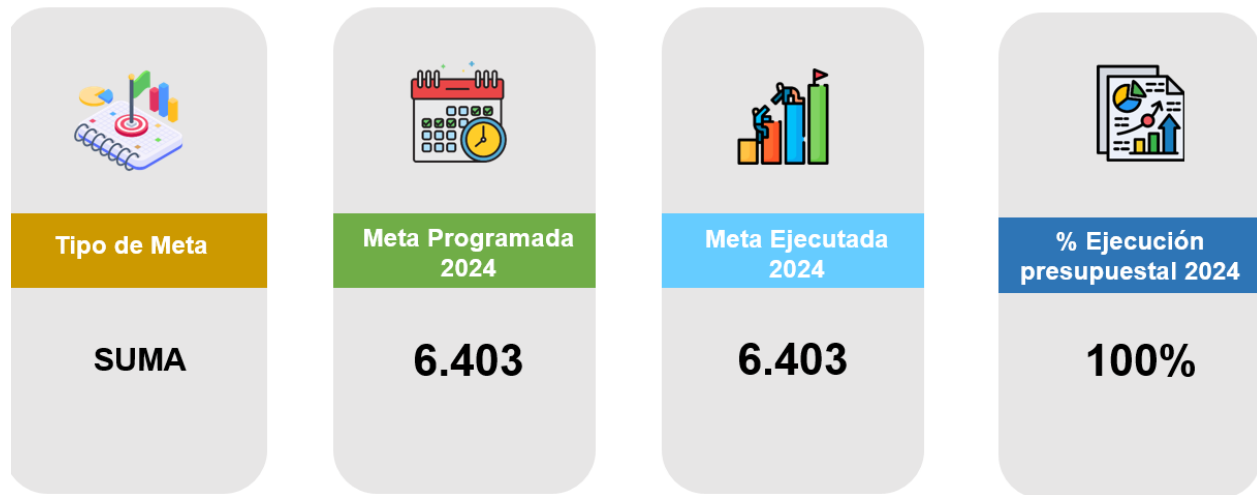 Tipo de Meta
SUMA
Meta Programada
2024
6.403
Meta Ejecutada
2024
6.403
% Ejecución
presupuestal 2024
100%